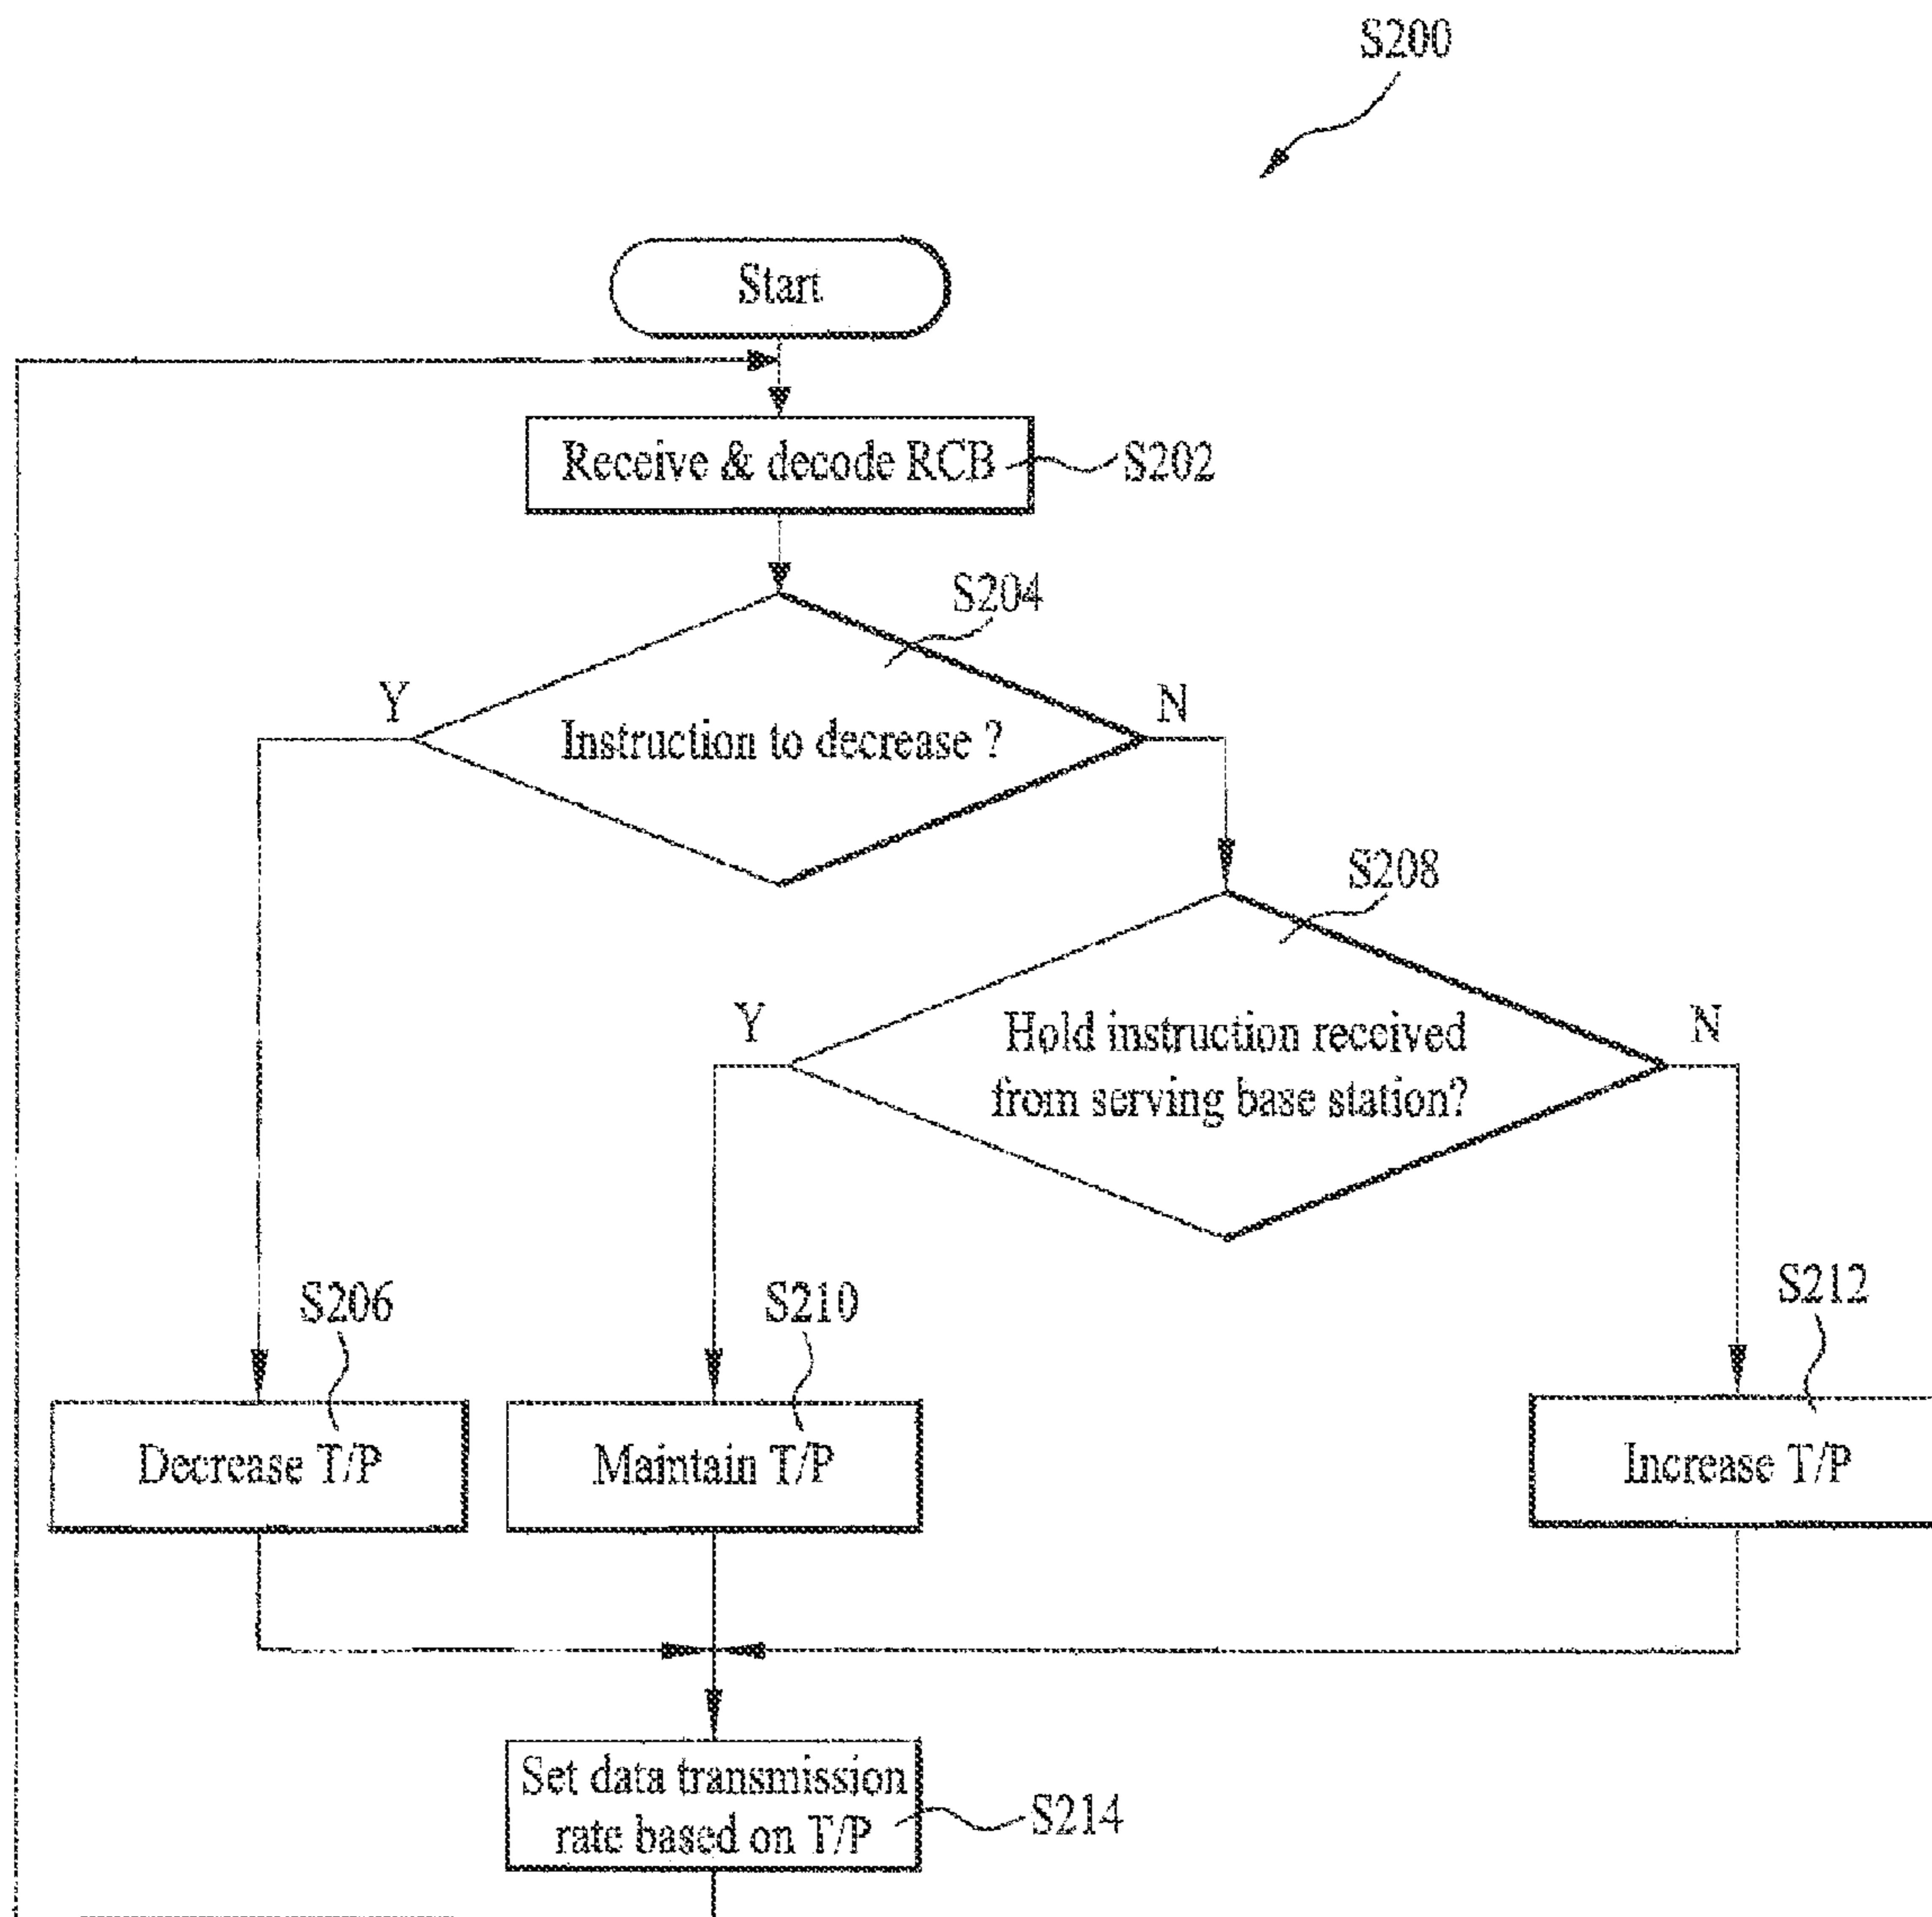 S200
Start
Receive & decode RCB
S202
S204
Y
N
Instruction to decrease ?
S208
Y
N
Hold instruction received
from serving base station?
S206
S210
S212
Decrease T/P
Maintain T/P
Increase T/P
Set data transmission
rate based on T/P
S214